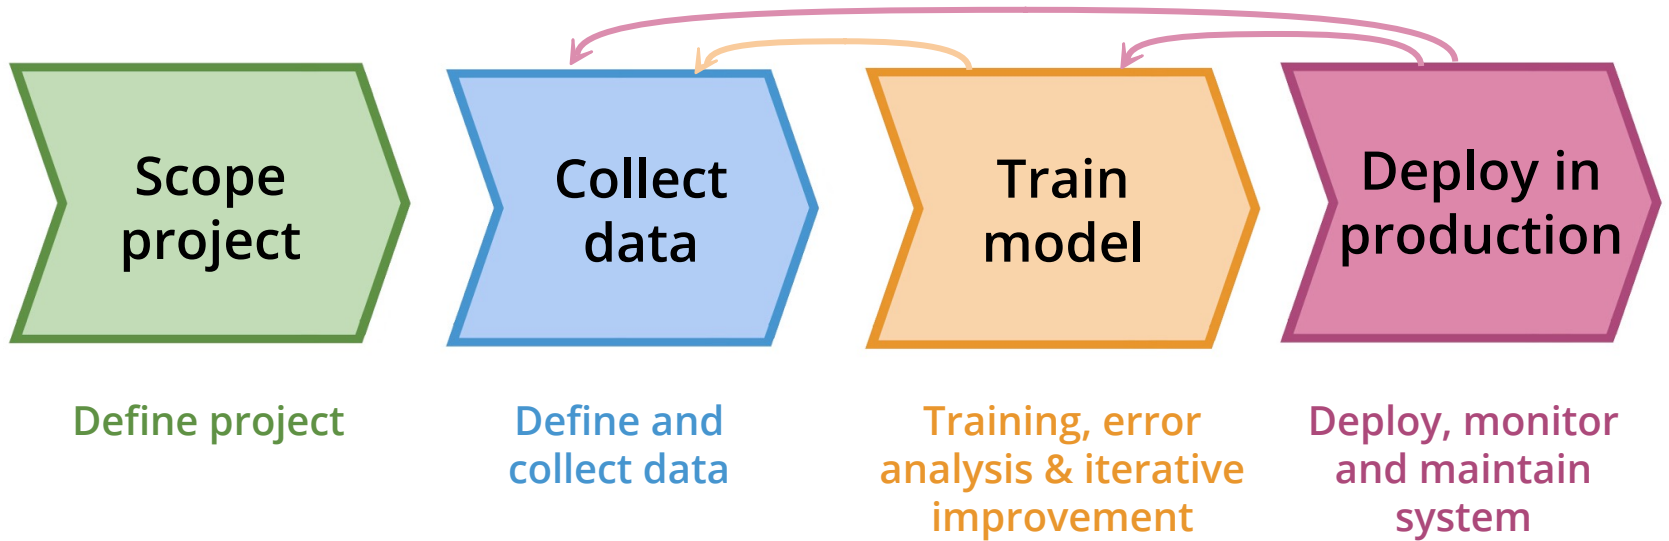 Scope
project
Collect
data
Train
model
Deploy in
production
Define project
Define and
collect data
Training, error
analysis & iterative
improvement
Deploy, monitor
and maintain
system